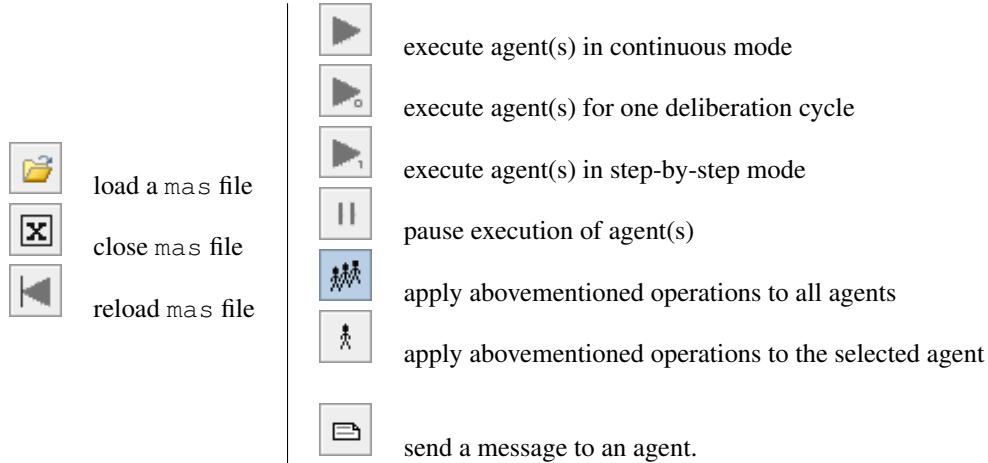 load a mas file
close mas file
reload mas file
execute agent(s) in continuous mode
execute agent(s) for one deliberation cycle
execute agent(s) in step-by-step mode
pause execution of agent(s)
apply abovementioned operations to all agents
apply abovementioned operations to the selected agent
send a message to an agent.